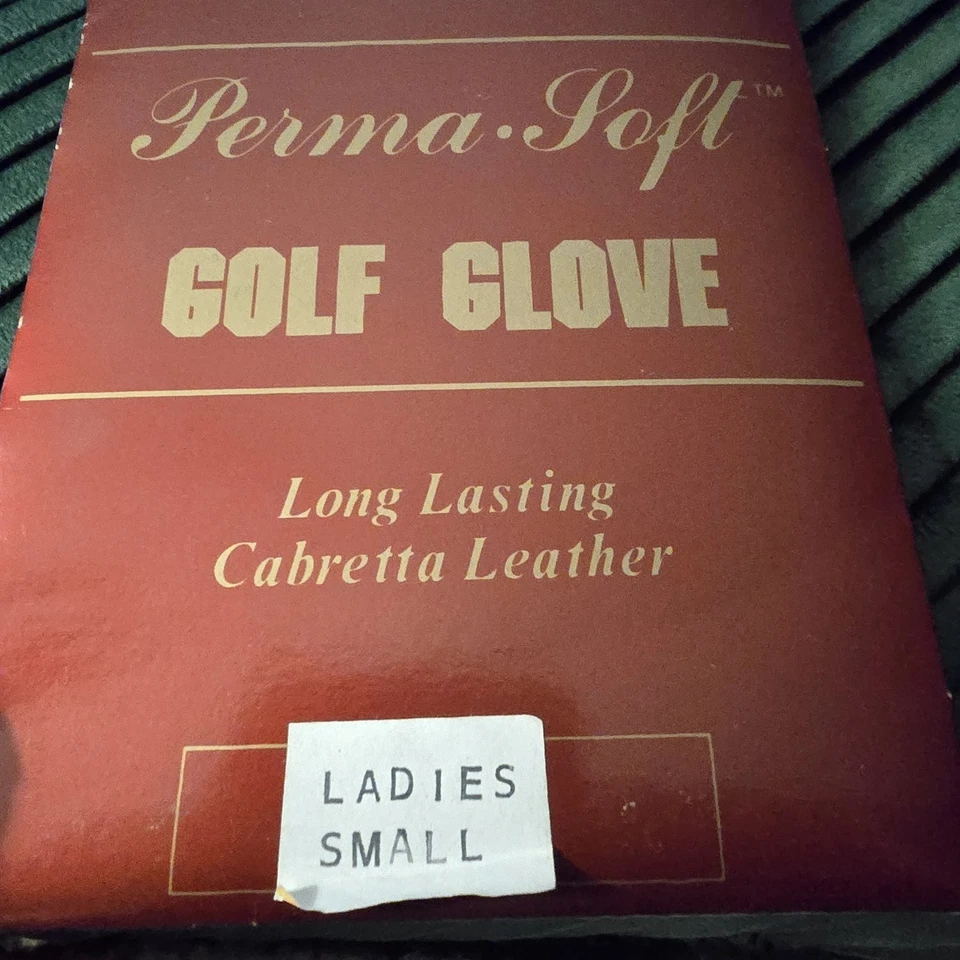 Perma·Soft™
GOLF GLOVE
Long Lasting
Cabretta Leather
LADIES
SMALL